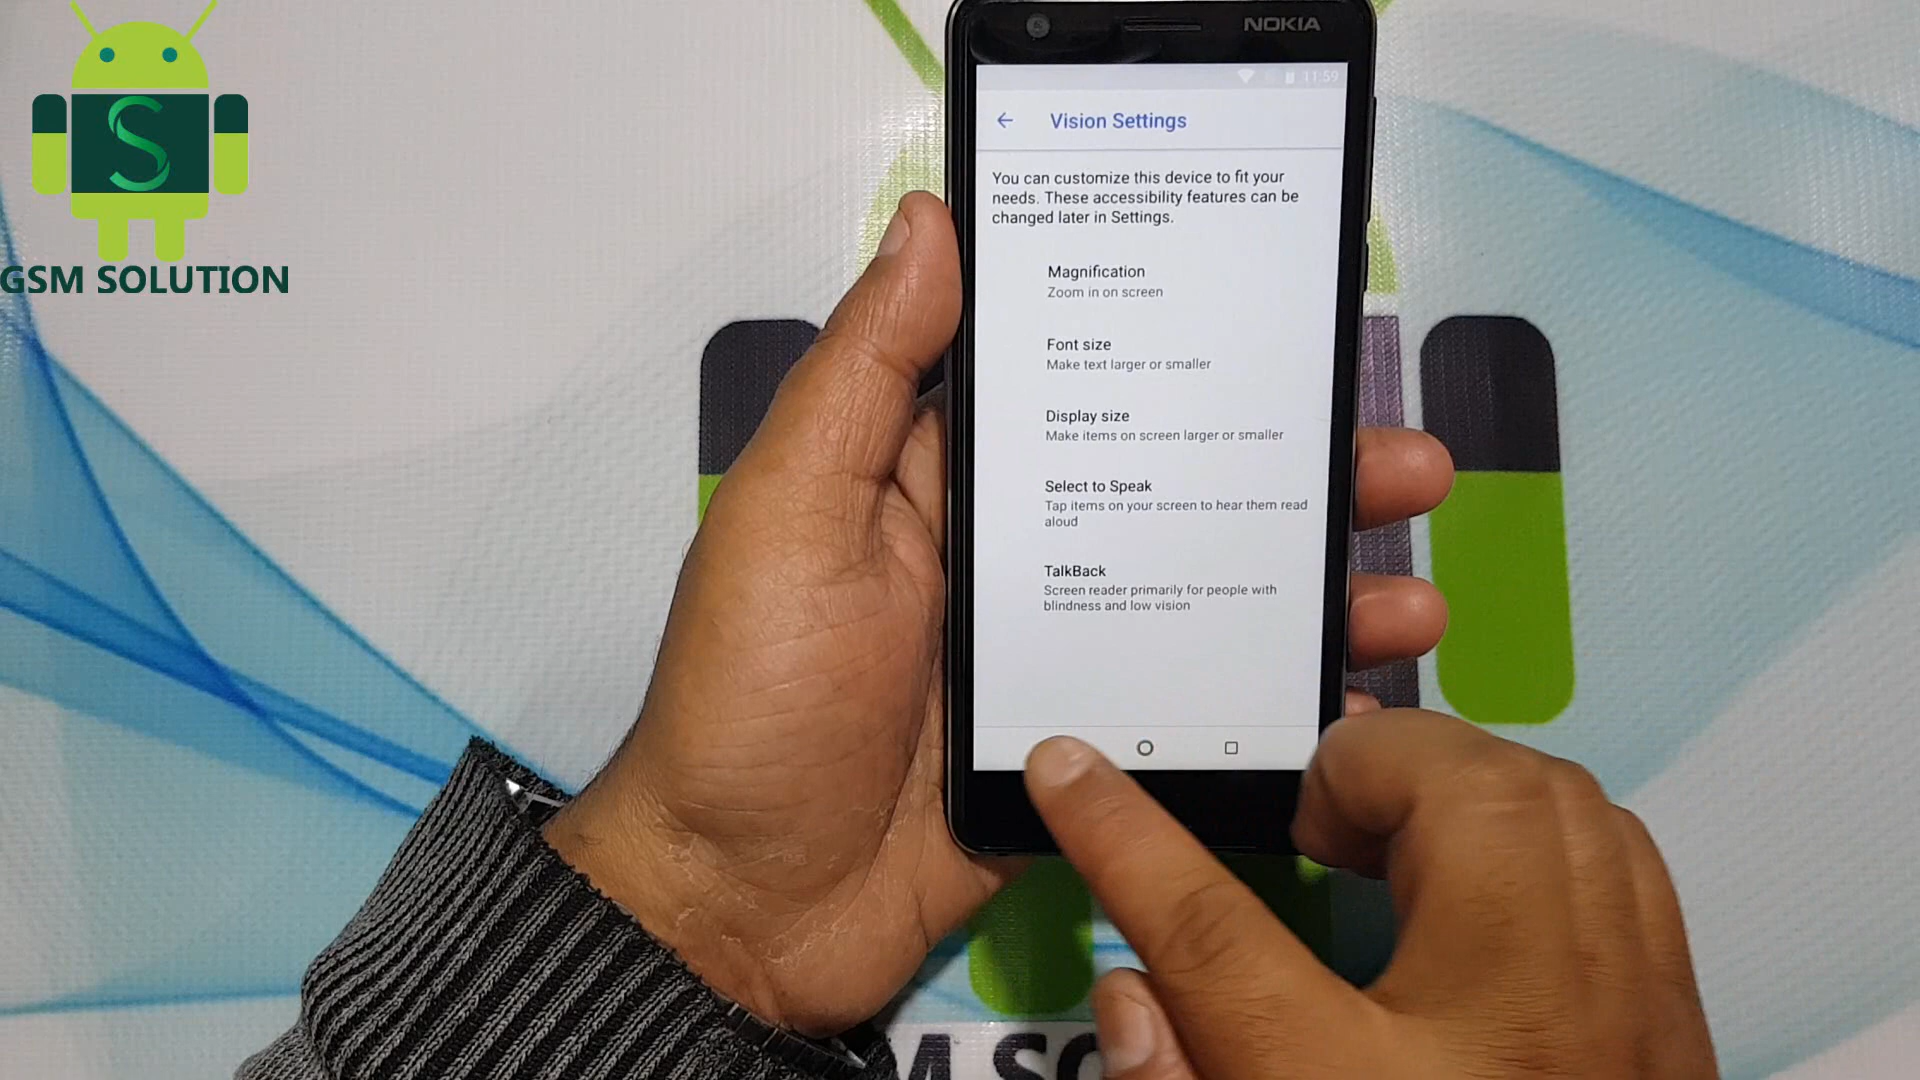 S
GSM SOLUTION
NOKIA
11:59
Vision Settings
You can customize this device to fit your
needs. These accessibility features can be
changed later in Settings.
Magnification
Zoom in on screen
Font size
Make text larger or smaller
Display size
Make items on screen larger or smaller
Select to Speak
Tap items on your screen to hear them read
aloud
TalkBack
Screen reader primarily for people with
blindness and low vision
M SO